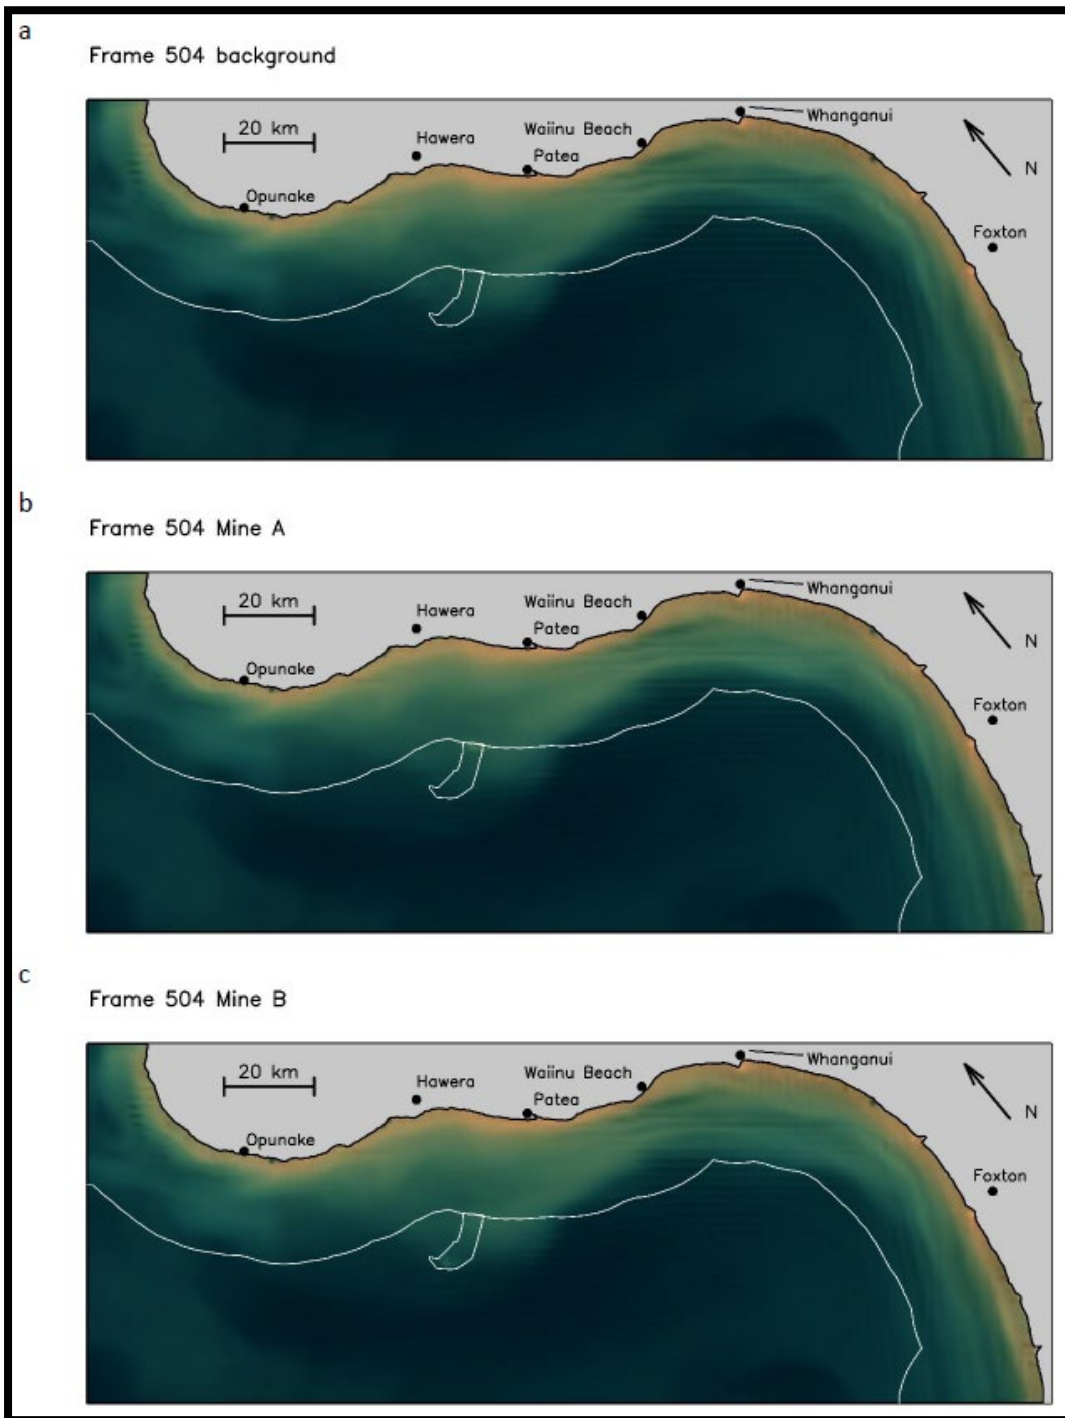 a
Frame 504 background
20 km
Hawera
Waiinu Beach
Patea
Whanganui
N
Opunake
Foxton
b
Frame 504 Mine A
20 km
Hawera
Waiinu Beach
Patea
Whanganui
N
Opunake
Foxton
c
Frame 504 Mine B
20 km
Hawera
Waiinu Beach
Patea
Whanganui
N
Opunake
Foxton